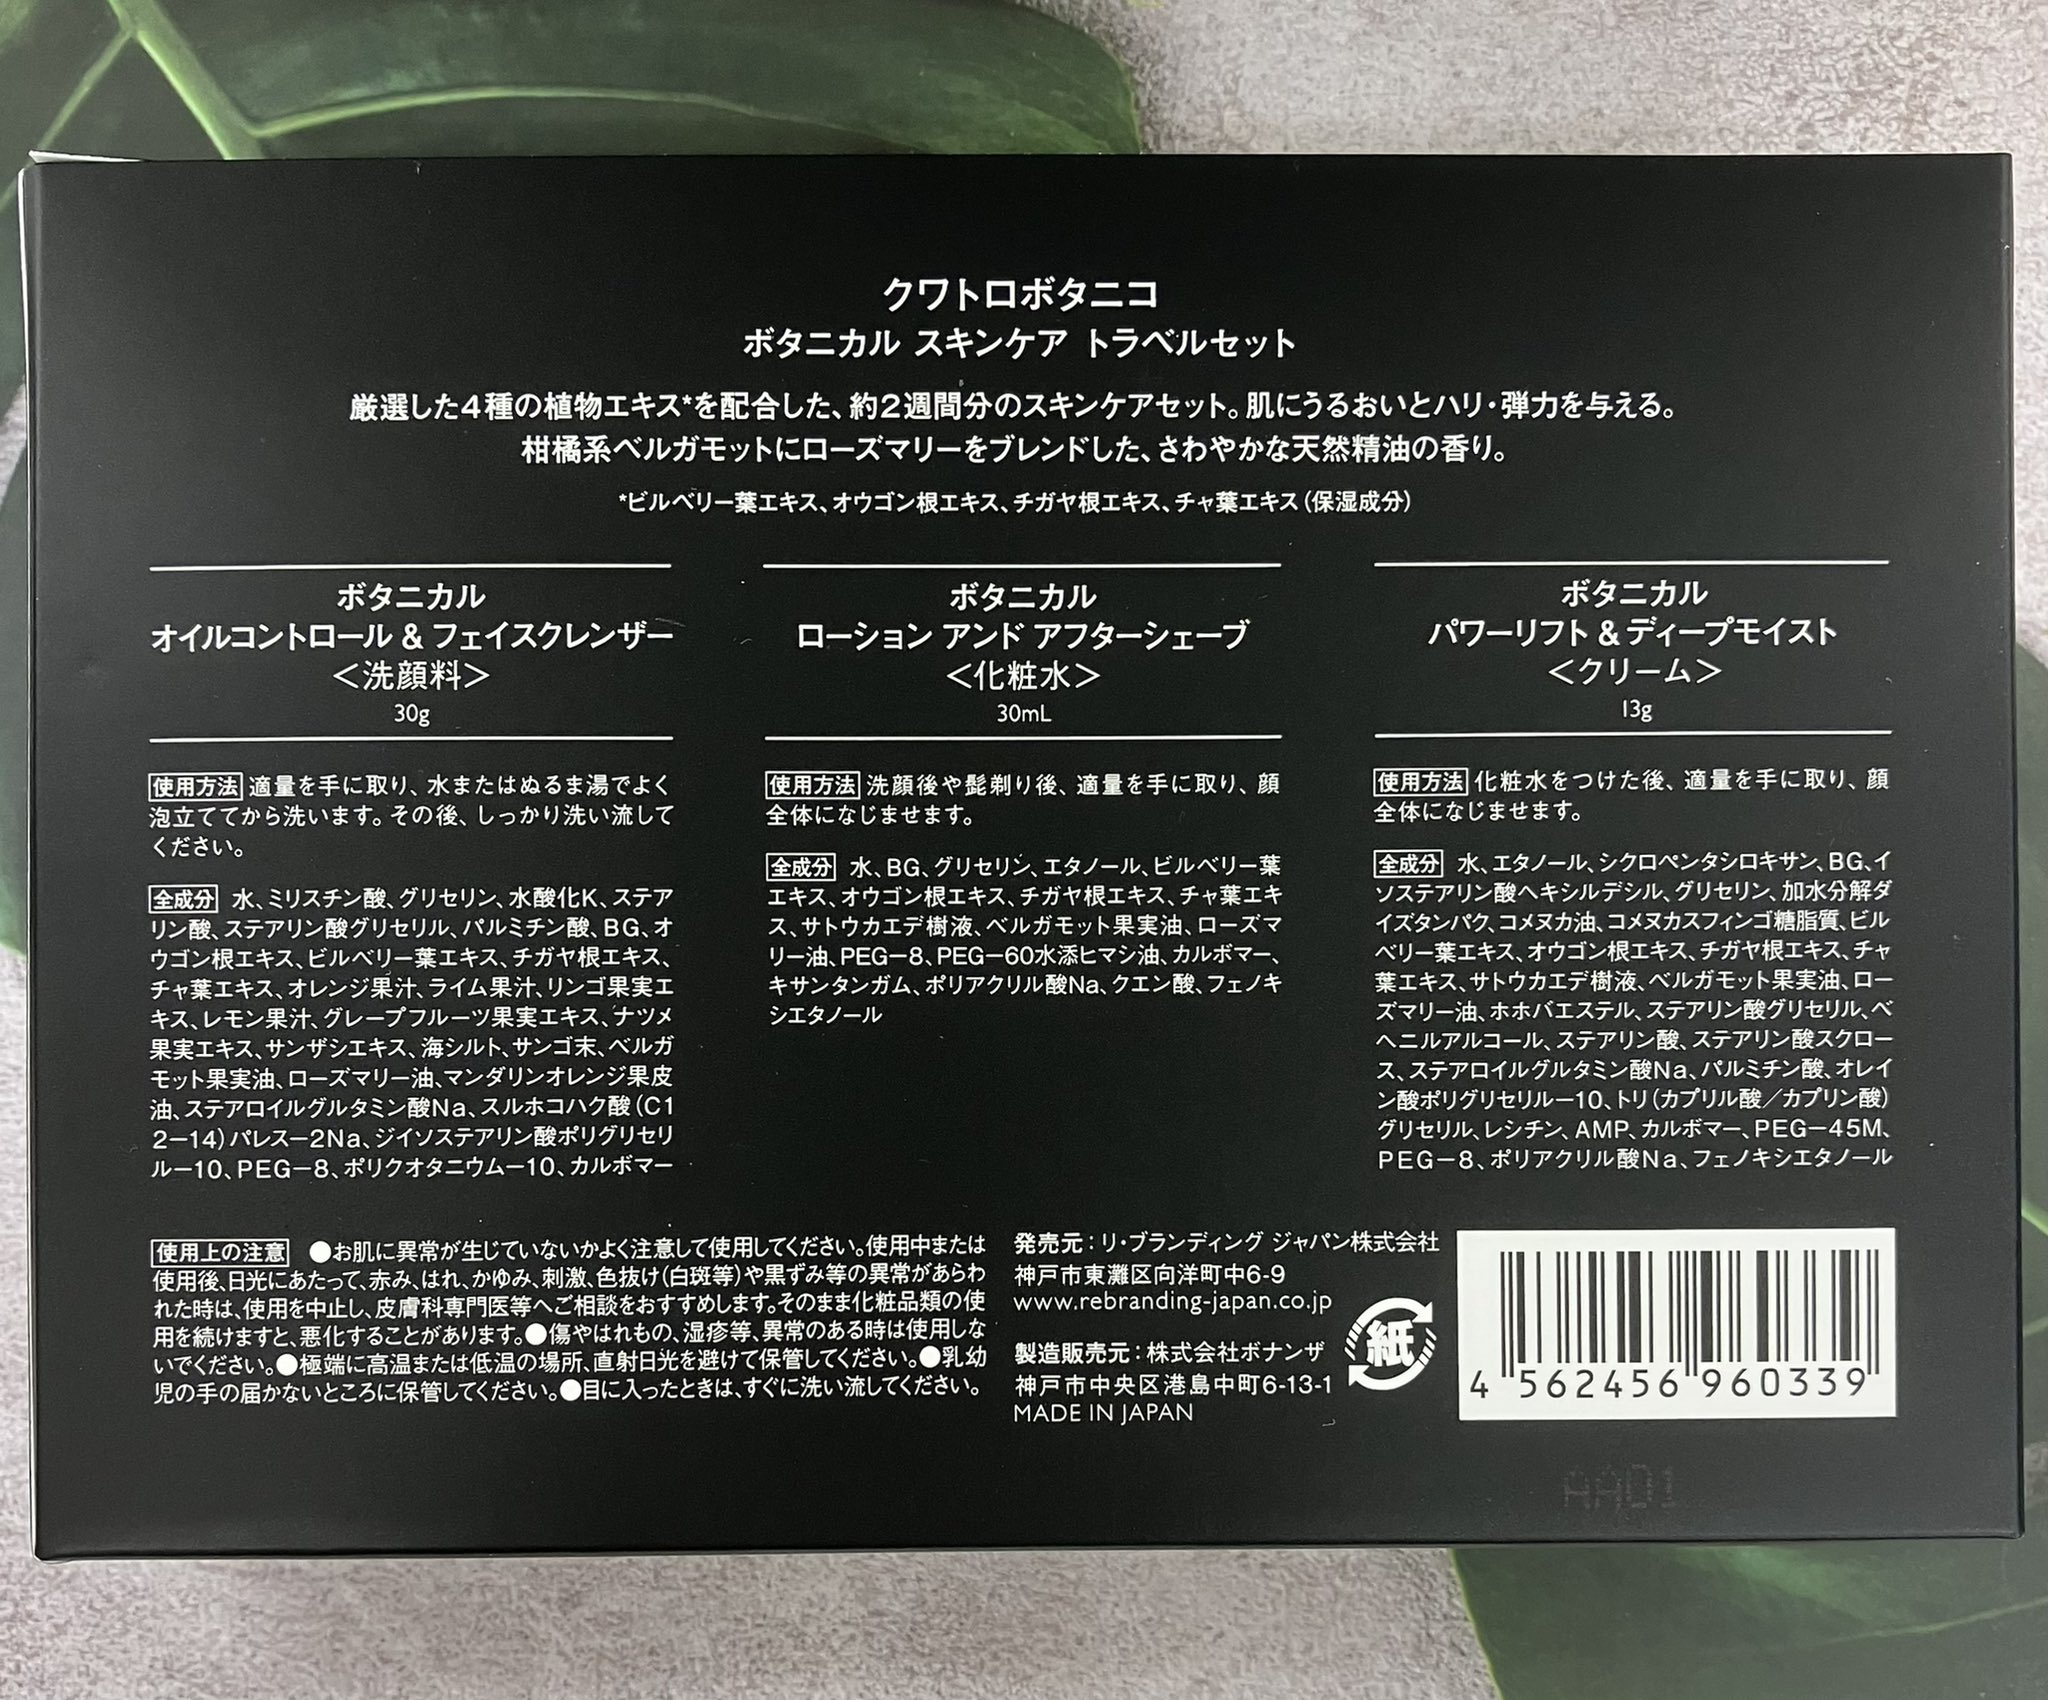 クワトロボタニコ
ボタニカル スキンケア トラベルセット
厳選した4種の植物エキス*を配合した、約2週間分のスキンケアセット。肌にうるおいとハリ・弾力を与える。
柑橘系ベルガモットにローズマリーをブレンドした、さわやかな天然精油の香り。
*ビルベリー葉エキス、オウゴン根エキス、チガヤ根エキス、チャ葉エキス(保湿成分)
ボタニカル
オイルコントロール & フェイスクレンザー
<洗顔料>
30g
使用方法 適量を手に取り、水またはぬるま湯でよく
泡立ててから洗います。その後、しっかり洗い流して
ください。
全成分 水、ミリスチン酸、グリセリン、水酸化K、ステア
リン酸、ステアリン酸グリセリル、パルミチン酸、BG、オ
ウゴン根エキス、ビルベリー葉エキス、チガヤ根エキス、
チャ葉エキス、オレンジ果汁、ライム果汁、リンゴ果実エ
キス、レモン果汁、グレープフルーツ果実エキス、ナツメ
果実エキス、サンザシエキス、海シルト、サンゴ末、ベルガ
モット果実油、ローズマリー油、マンダリンオレンジ果皮
油、ステアロイルグルタミン酸Na、スルホコハク酸(C1
2-14)パレス-2Na、ジイソステアリン酸ポリグリセリ
ル-10、PEG-8、ポリクオタニウム-10、カルボマー
ボタニカル
ローション アンド アフターシェーブ
<化粧水>
30mL
使用方法 洗顔後や髭剃り後、適量を手に取り、顔
全体になじませます。
全成分 水、BG、グリセリン、エタノール、ビルベリー葉
エキス、オウゴン根エキス、チガヤ根エキス、チャ葉エキ
ス、サトウカエデ樹液、ベルガモット果実油、ローズマ
リー油、PEG-8、PEG-60水添ヒマシ油、カルボマー、
キサンタンガム、ポリアクリル酸Na、クエン酸、フェノキ
シエタノール
ボタニカル
パワーリフト & ディープモイスト
<クリーム>
13g
使用方法 化粧水をつけた後、適量を手に取り、顔
全体になじませます。
全成分 水、エタノール、シクロペンタシロキサン、BG、イ
ソステアリン酸ヘキシルデシル、グリセリン、加水分解ダ
イズタンパク、コメヌカ油、コメヌカスフィンゴ糖脂質、ビル
ベリー葉エキス、オウゴン根エキス、チガヤ根エキス、チャ
葉エキス、サトウカエデ樹液、ベルガモット果実油、ロー
ズマリー油、ホホバエステル、ステアリン酸グリセリル、ベ
ヘニルアルコール、ステアリン酸、ステアリン酸スクロー
ス、ステアロイルグルタミン酸Na、パルミチン酸、オレイ
ン酸ポリグリセリル-10、トリ(カプリル酸/カプリン酸)
グリセリル、レシチン、AMP、カルボマー、PEG-45M、
PEG-8、ポリアクリル酸Na、フェノキシエタノール
使用上の注意 ●お肌に異常が生じていないかよく注意して使用してください。使用中または
使用後、日光にあたって、赤み、はれ、かゆみ、刺激、色抜け(白斑等)や黒ずみ等の異常があらわ
れた時は、使用を中止し、皮膚科専門医等へご相談をおすすめします。そのまま化粧品類の使
用を続けますと、悪化することがあります。●傷やはれもの、湿疹等、異常のある時は使用しな
いでください。●極端に高温または低温の場所、直射日光を避けて保管してください。●乳幼
児の手の届かないところに保管してください。●目に入ったときは、すぐに洗い流してください。
発売元:リ・ブランディング ジャパン株式会社
神戸市東灘区向洋町中6-9
www.rebranding-japan.co.jp
製造販売元:株式会社ボナンザ
神戸市中央区港島中町6-13-1
MADE IN JAPAN
紙
4 562456 960339
AA01